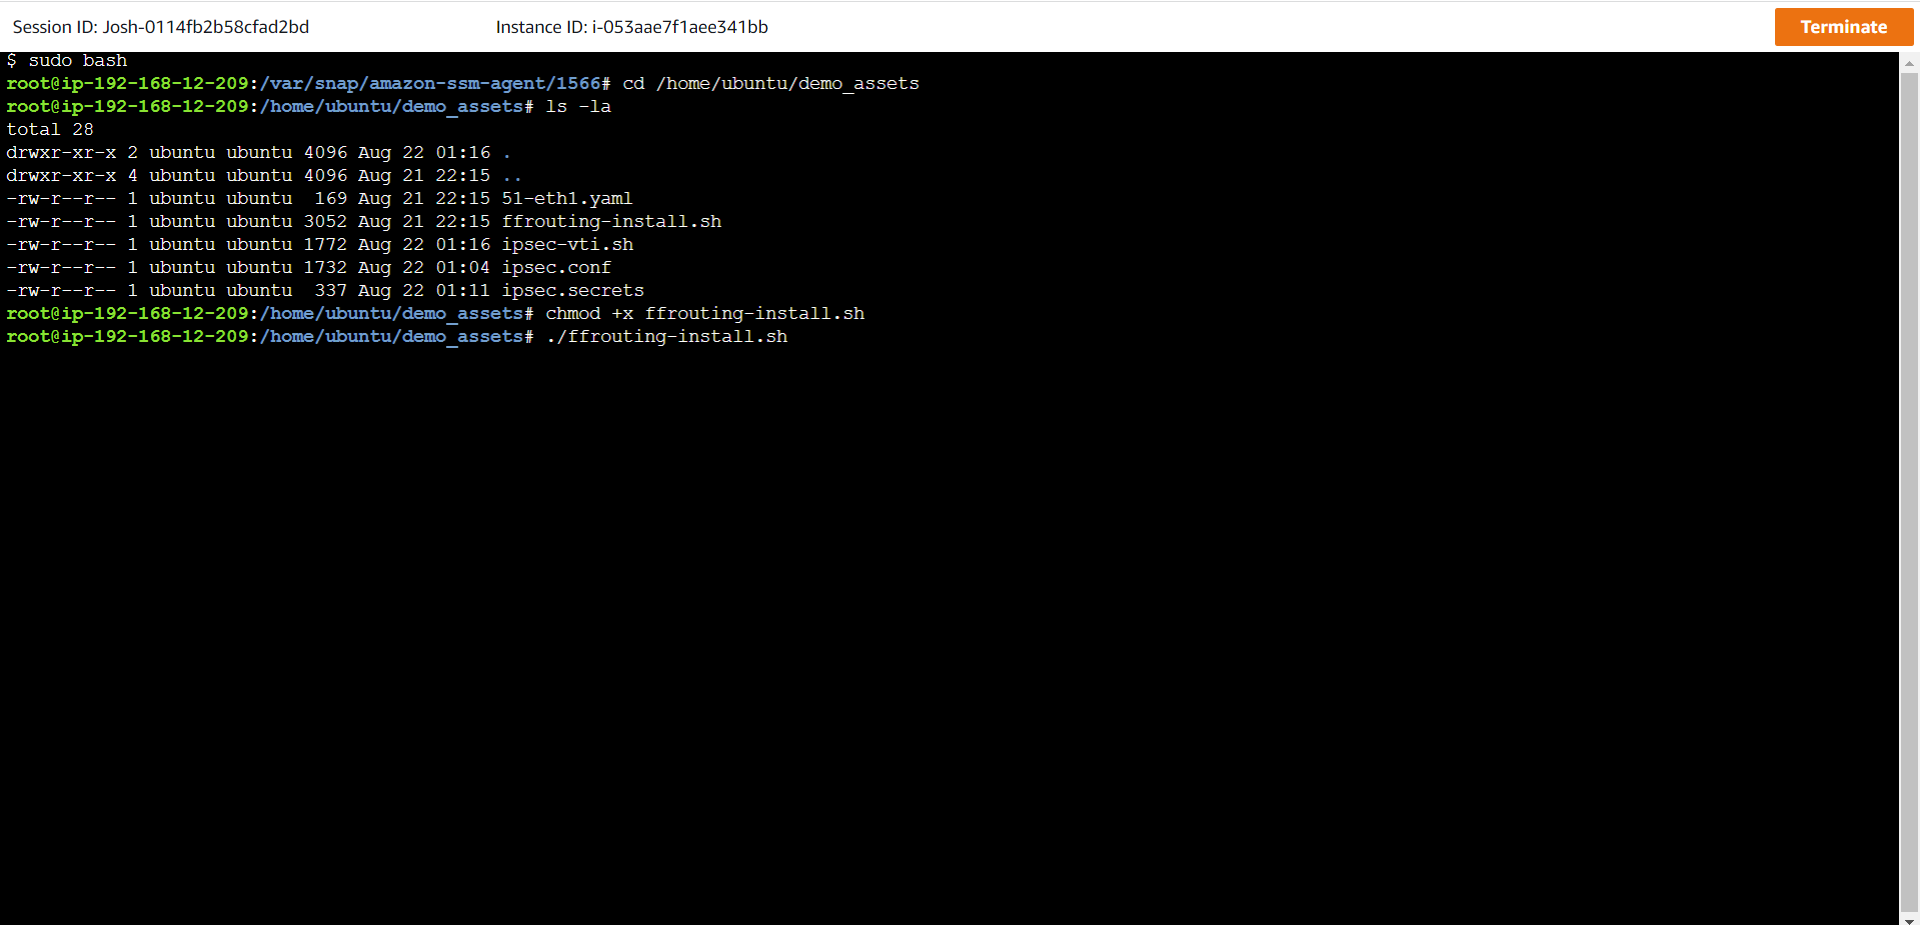 Session ID: Josh-0114fb2b58cfad2bd Instance ID: i-053aae7f1aee341bb Terminate
$ sudo bash
root@ip-192-168-12-209:/var/snap/amazon-ssm-agent/1566# cd /home/ubuntu/demo_assets
root@ip-192-168-12-209:/home/ubuntu/demo_assets# ls -la
total 28
drwxr-xr-x 2 ubuntu ubuntu 4096 Aug 22 01:16 .
drwxr-xr-x 4 ubuntu ubuntu 4096 Aug 21 22:15 ..
-rw-r--r-- 1 ubuntu ubuntu  169 Aug 21 22:15 51-eth1.yaml
-rw-r--r-- 1 ubuntu ubuntu 3052 Aug 21 22:15 ffrouting-install.sh
-rw-r--r-- 1 ubuntu ubuntu 1772 Aug 22 01:16 ipsec-vti.sh
-rw-r--r-- 1 ubuntu ubuntu 1732 Aug 22 01:04 ipsec.conf
-rw-r--r-- 1 ubuntu ubuntu  337 Aug 22 01:11 ipsec.secrets
root@ip-192-168-12-209:/home/ubuntu/demo_assets# chmod +x ffrouting-install.sh
root@ip-192-168-12-209:/home/ubuntu/demo_assets# ./ffrouting-install.sh